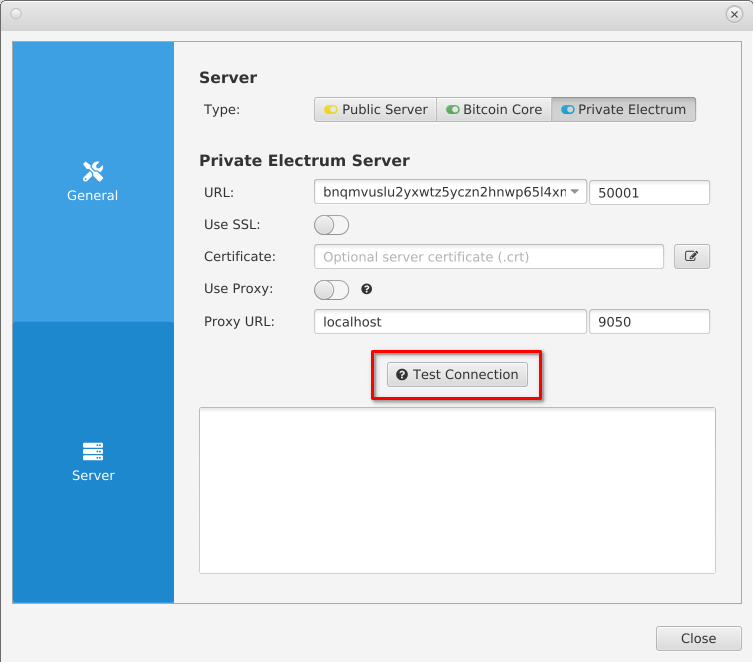 Server
Type: Public Server Bitcoin Core Private Electrum
General
Private Electrum Server
URL: bnqmvuslu2yxwtz5yczn2hnwp65l4xn 50001
Use SSL:
Certificate: Optional server certificate (.crt)
Use Proxy: ?
Proxy URL: localhost 9050
? Test Connection
Server
Close